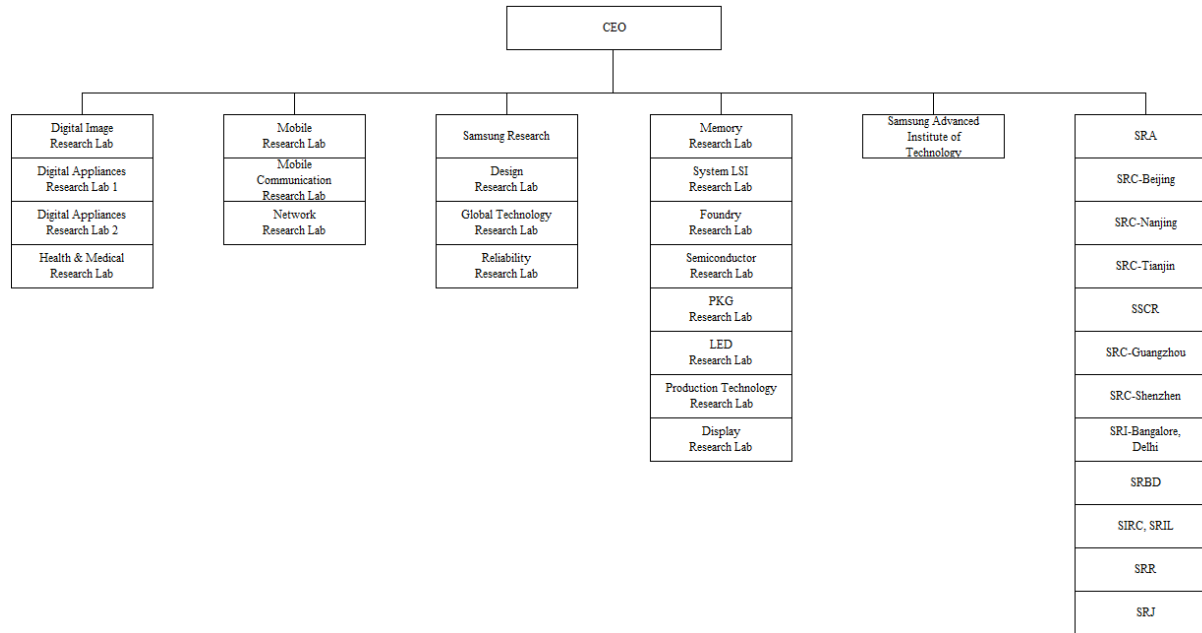 CEO
Digital Image
Research Lab
Digital Appliances
Research Lab 1
Digital Appliances
Research Lab 2
Health & Medical
Research Lab
Mobile
Research Lab
Mobile
Communication
Research Lab
Network
Research Lab
Samsung Research
Design
Research Lab
Global Technology
Research Lab
Reliability
Research Lab
Memory
Research Lab
System LSI
Research Lab
Foundry
Research Lab
Semiconductor
Research Lab
PKG
Research Lab
LED
Research Lab
Production Technology
Research Lab
Display
Research Lab
Samsung Advanced
Institute of
Technology
SRA
SRC-Beijing
SRC-Nanjing
SRC-Tianjin
SSCR
SRC-Guangzhou
SRC-Shenzhen
SRI-Bangalore,
Delhi
SRBD
SIRC, SRIL
SRR
SRJ